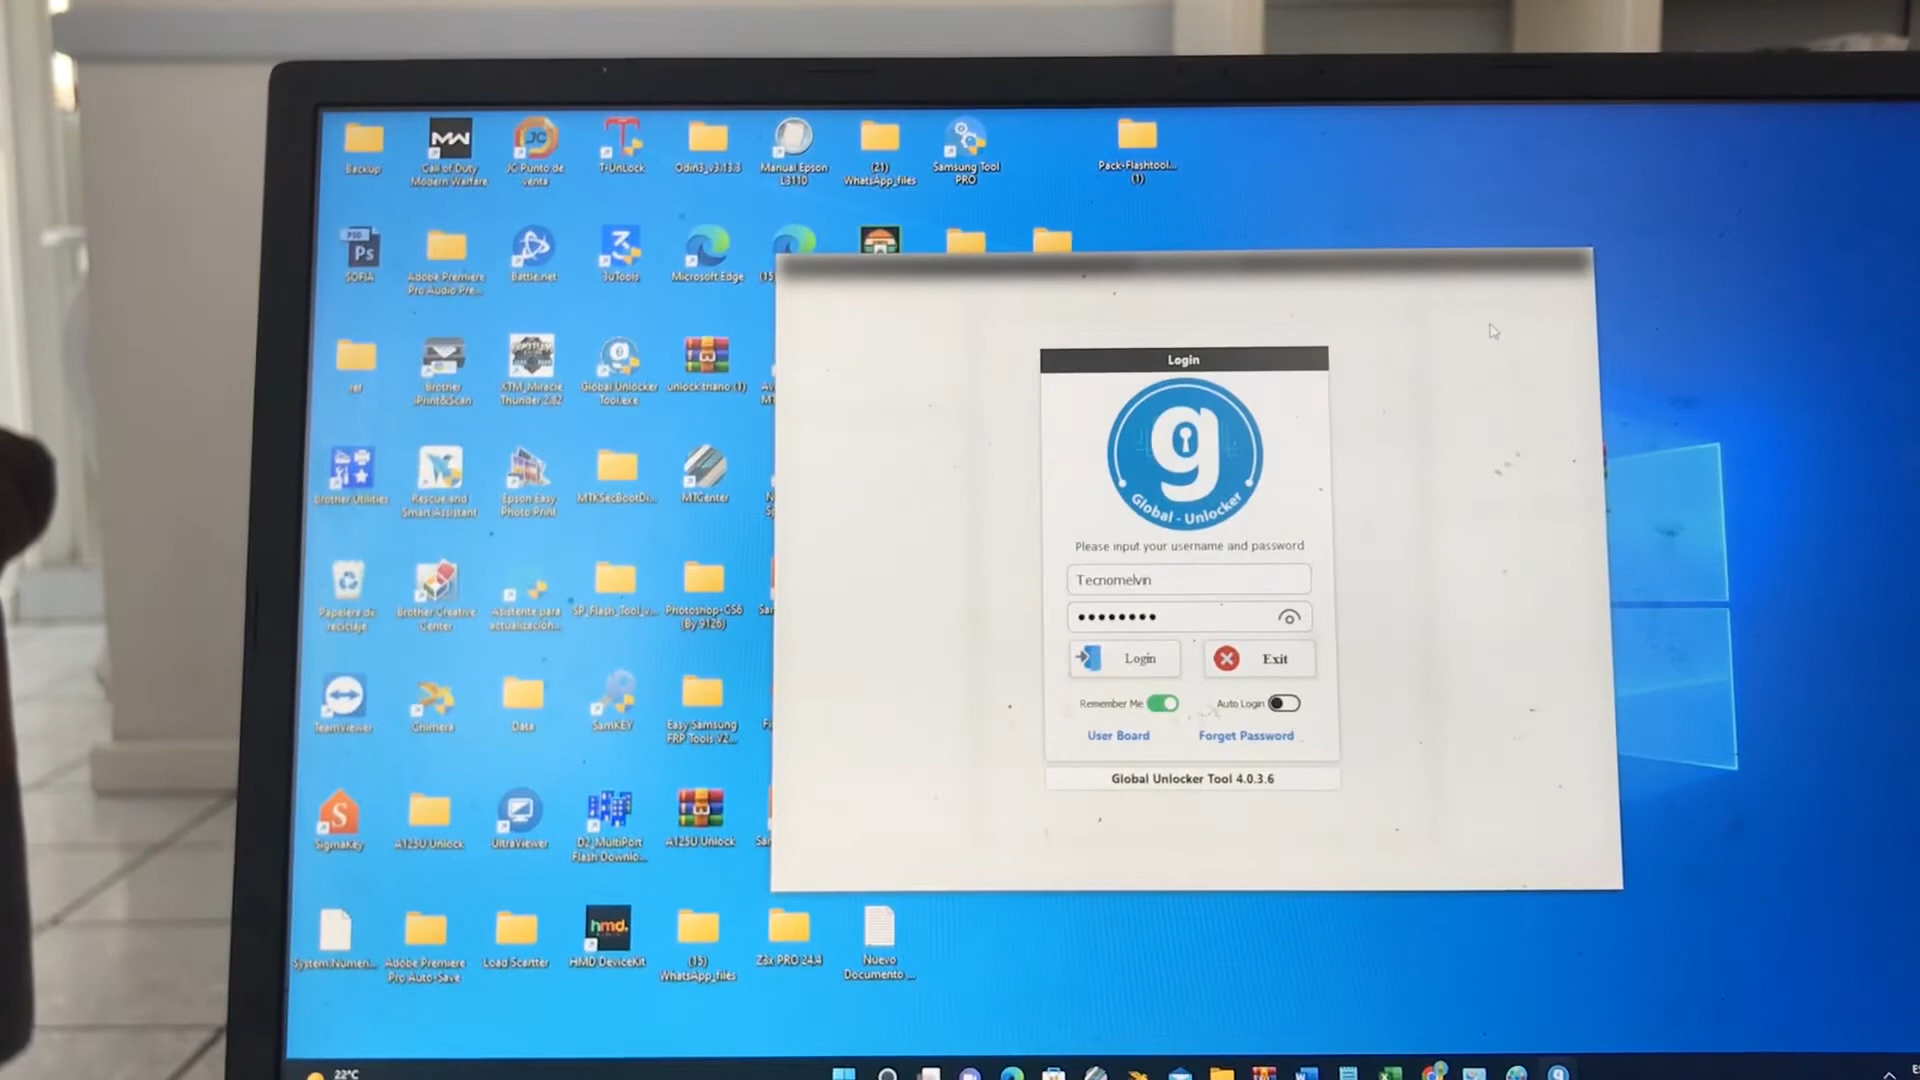 Backup
Call of Duty
Modern Warfare
JC-Punto de
venta
T-UnLock
Odin3_v3.13.3
Manual Epson
L3110
(21)
WhatsApp_files
Samsung Tool
PRO
Pack-Flashtool...
(1)
SOFIA
Adobe Premiere
Pro Audio Pre...
Battle.net
3uTools
Microsoft Edge
(15
ref
Brother
iPrint&Scan
XTM_Miracle
Thunder 2.82
Global Unlocker
Tool.exe
unlock thano (1)
Brother Utilities
Rescue and
Smart Assistant
Epson Easy
Photo Print
MTKSecBootDi...
MTCenter
Papelera de
reciclaje
Brother Creative
Center
Asistente para
actualización...
SP_Flash_Tool_v...
Photoshop-CS6
(By 9126)
TeamViewer
Chimera
Data
SamKEY
Easy Samsung
FRP Tools V2...
SigmaKey
A125U Unlock
UltraViewer
D2_MultiPort
Flash Downlo...
A125U Unlock
System.Numeri...
Adobe Premiere
Pro Auto-Save
Load Scartter
hmd.
HMD DeviceKit
(15)
WhatsApp_files
Z3x PRO 24.4
Nuevo
Documento ...
Login
g
Global - Unlocker
Please input your username and password
Tecnomelvin
Login
Exit
Remember Me
Auto Login
User Board
Forget Password
Global Unlocker Tool 4.0.3.6
22°C